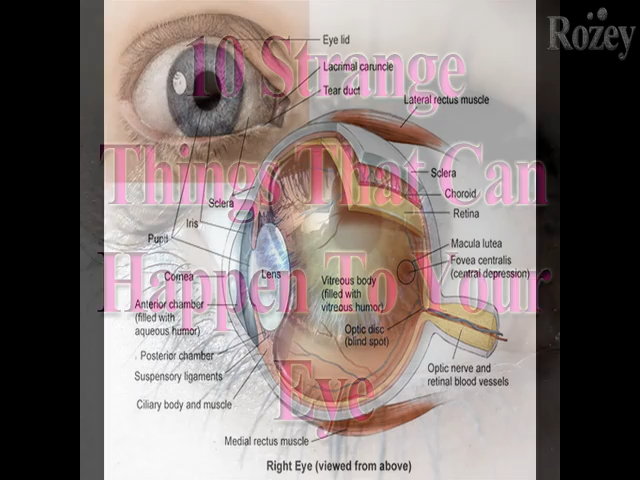 Rozey
10 Strange
Things That Can
Happen To Your
Eye
Eye lid
Lacrimal caruncle
Tear duct
Lateral rectus muscle
Sclera
Choroid
Retina
Macula lutea
Fovea centralis
(central depression)
Sclera
Iris
Pupil
Cornea
Lens
Anterior chamber
(filled with
aqueous humor)
Vitreous body
(filled with
vitreous humor)
Optic disc
(blind spot)
Posterior chamber
Suspensory ligaments
Ciliary body and muscle
Optic nerve and
retinal blood vessels
Medial rectus muscle
Right Eye (viewed from above)